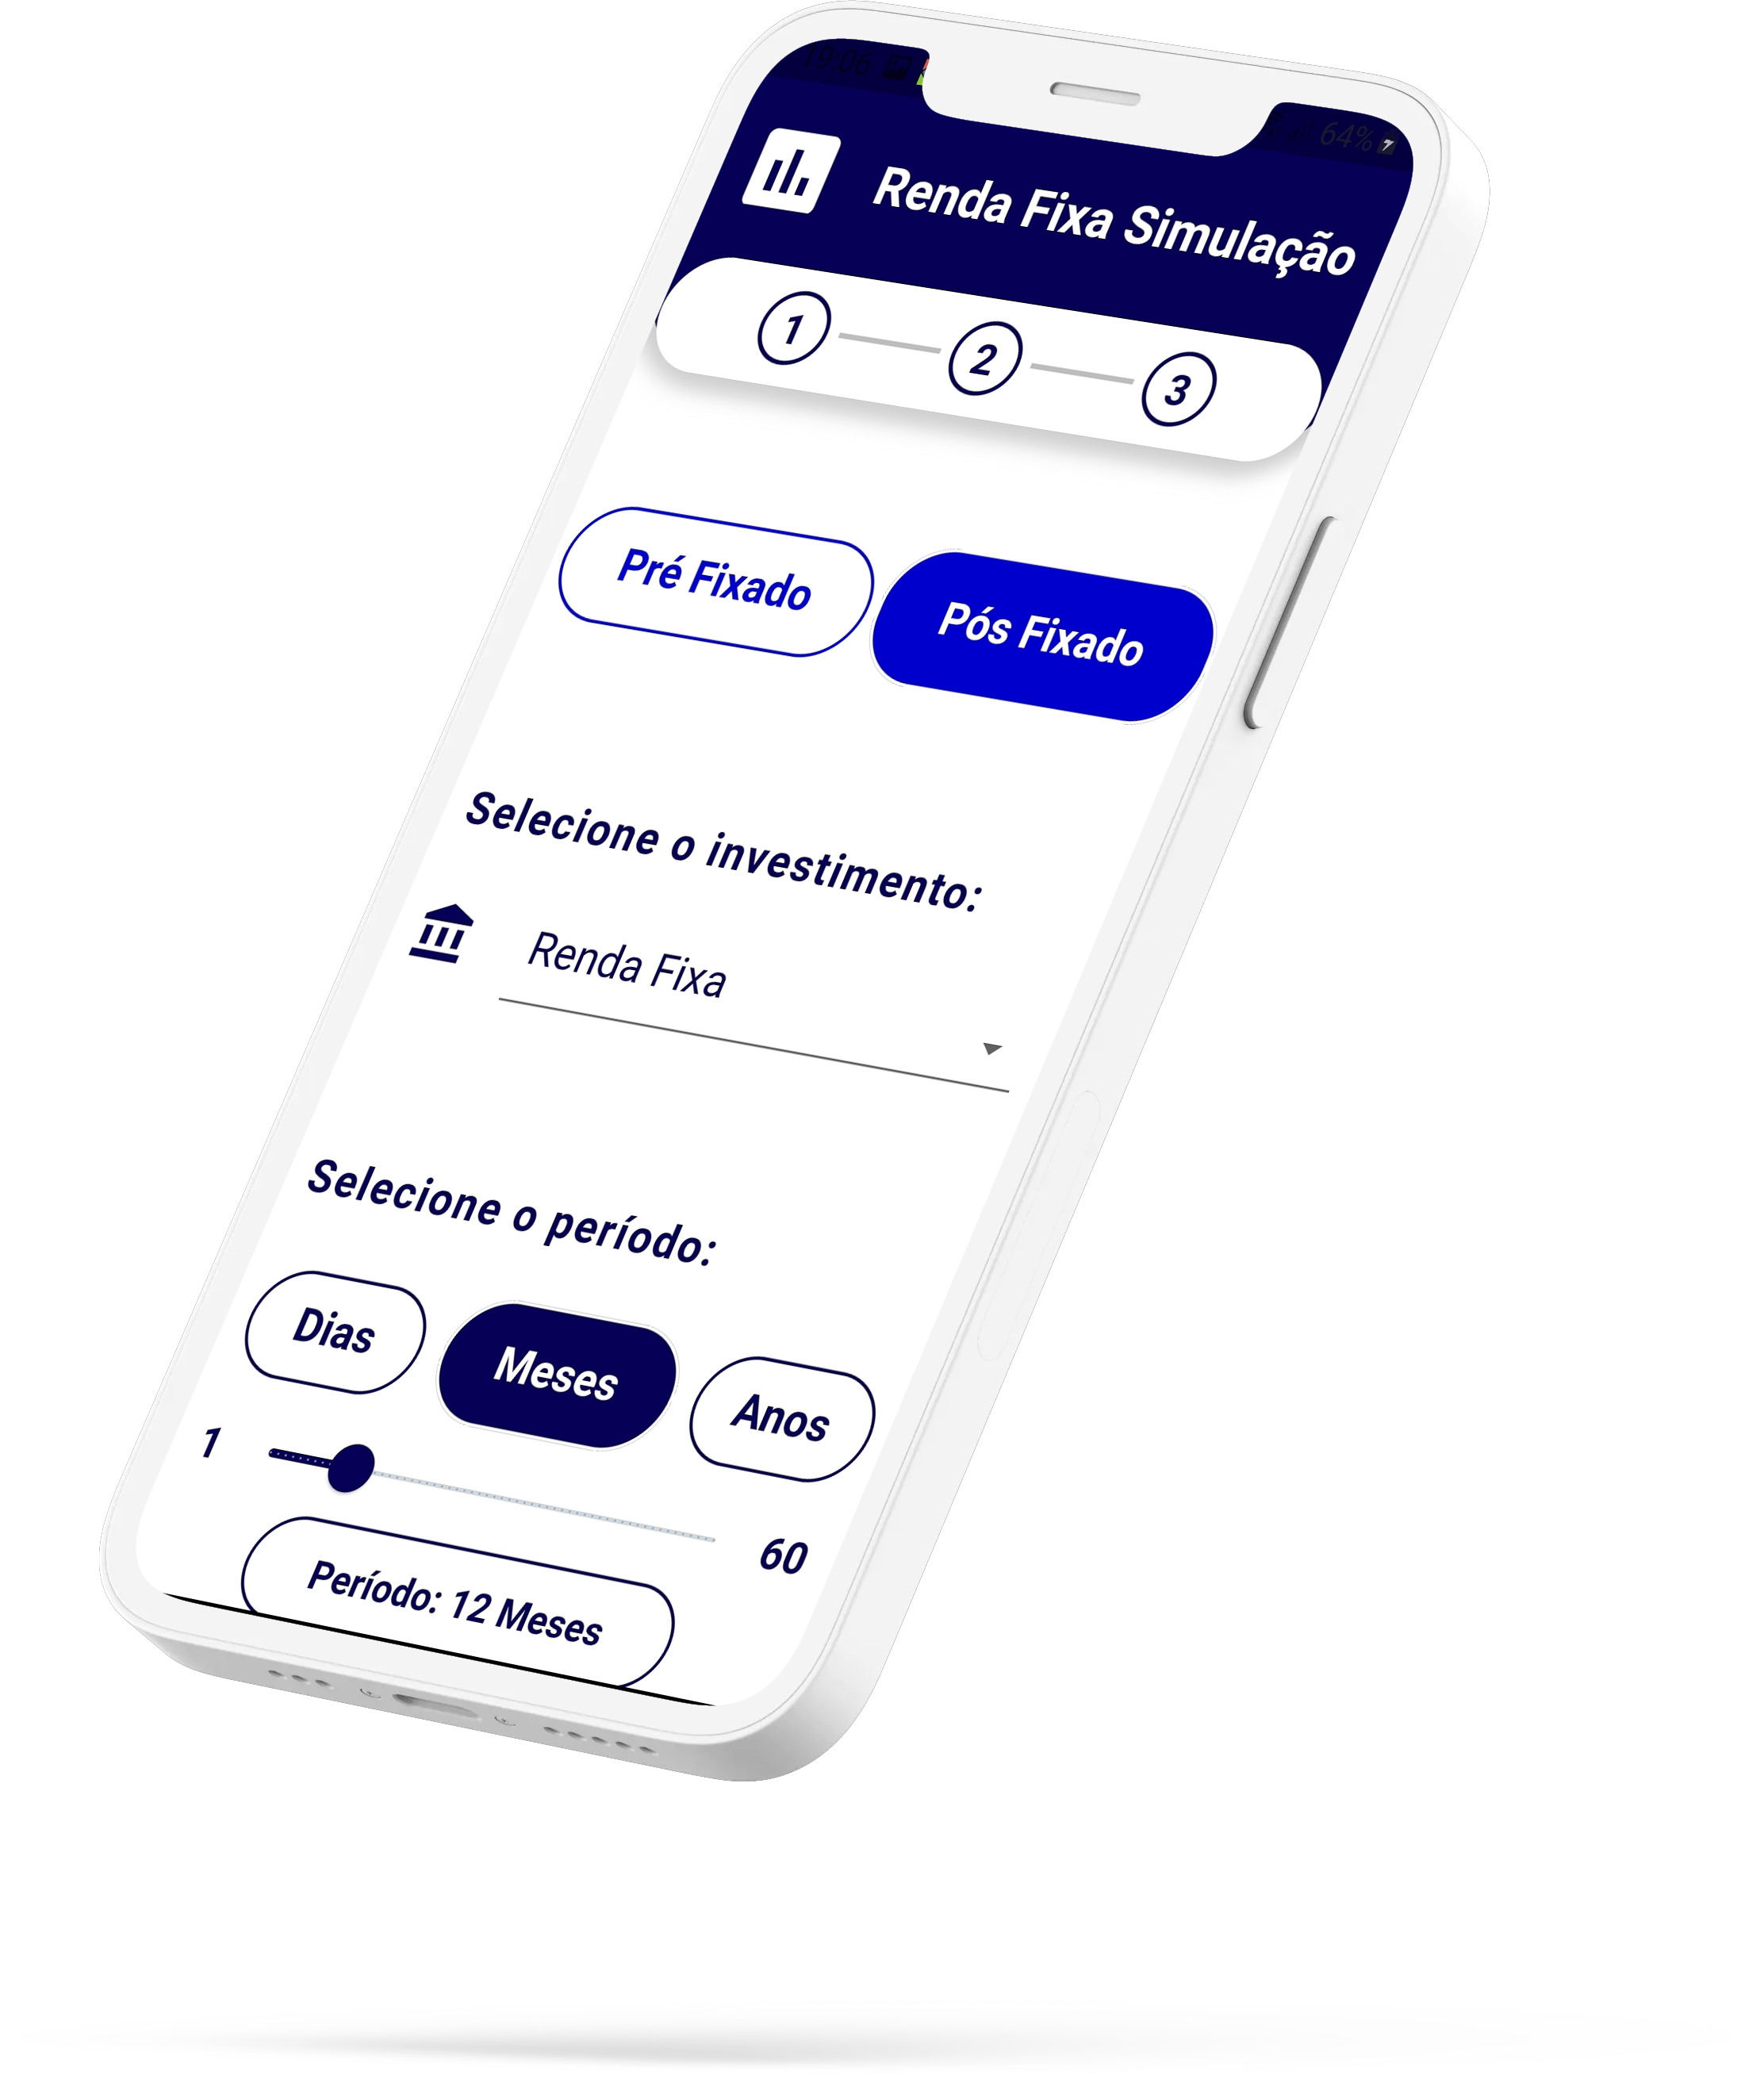 19:06
64%
Renda Fixa Simulação
1 2 3
Pré Fixado Pós Fixado
Selecione o investimento:
Renda Fixa
Selecione o período:
Dias Meses Anos
1 60
Período: 12 Meses